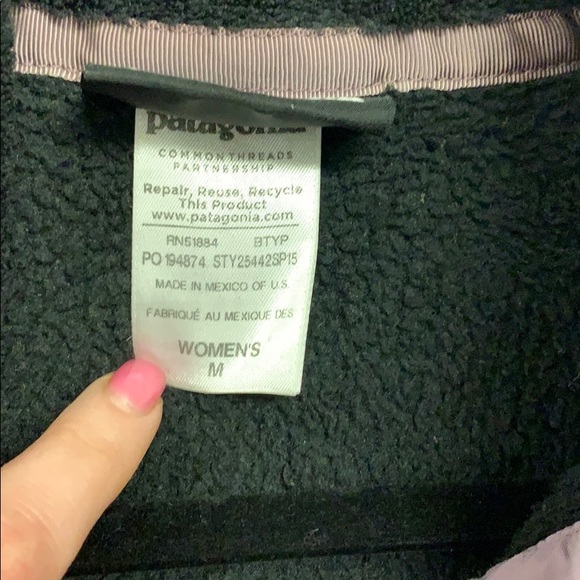 patagonia
COMMONTHREADS
PARTNERSHIP
Repair, Reuse, Recycle
This Product
www.patagonia.com
RN51884 BTYP
PO 194874 STY25442SP15
MADE IN MEXICO OF U.S.
FABRIQUÉ AU MEXIQUE DES
WOMEN'S
M